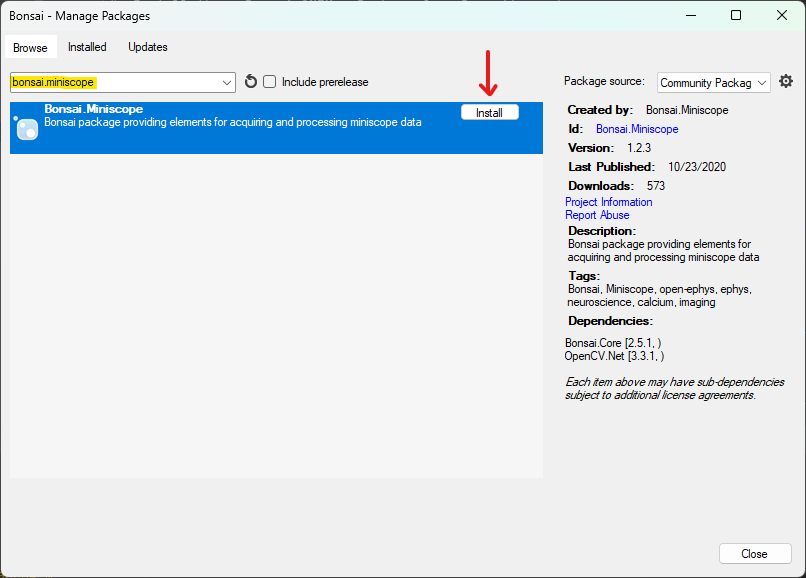 Bonsai - Manage Packages
Browse Installed Updates
bonsai.miniscope Include prerelease Package source: Community Packag
Bonsai.Miniscope Install
Bonsai package providing elements for acquiring and processing miniscope data
Created by: Bonsai.Miniscope
Id: Bonsai.Miniscope
Version: 1.2.3
Last Published: 10/23/2020
Downloads: 573
Project Information
Report Abuse
Description:
Bonsai package providing elements for
acquiring and processing miniscope data
Tags:
Bonsai, Miniscope, open-ephys, ephys,
neuroscience, calcium, imaging
Dependencies:
Bonsai.Core [2.5.1, )
OpenCV.Net [3.3.1, )
Each item above may have sub-dependencies
subject to additional license agreements.
Close